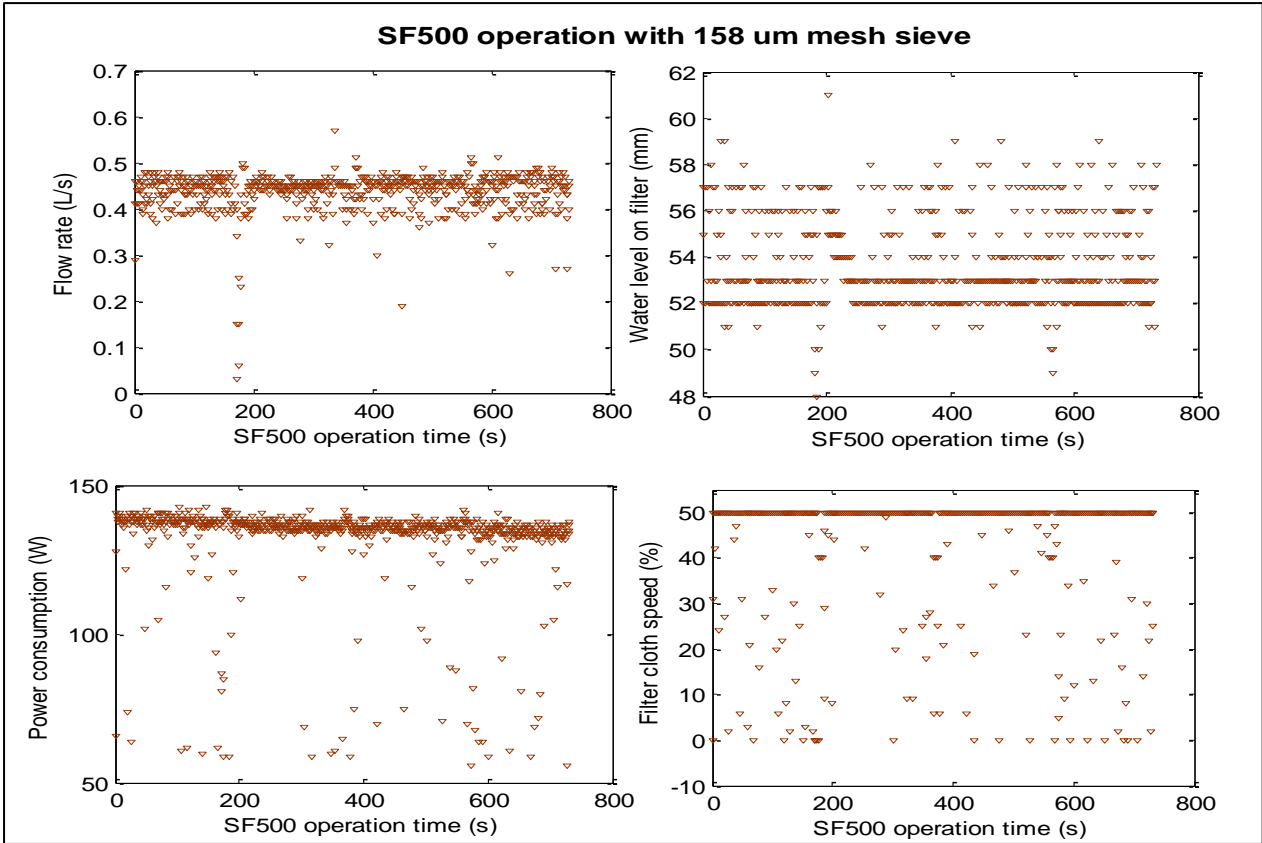 SF500 operation with 158 um mesh sieve
0.7
0.6
0.5
0.4
0.3
0.2
0.1
0
Flow rate (L/s)
0 200 400 600 800
SF500 operation time (s)
62
60
58
56
54
52
50
48
Water level on filter (mm)
0 200 400 600 800
SF500 operation time (s)
150
100
50
Power consumption (W)
0 200 400 600 800
SF500 operation time (s)
50
40
30
20
10
0
-10
Filter cloth speed (%)
0 200 400 600 800
SF500 operation time (s)